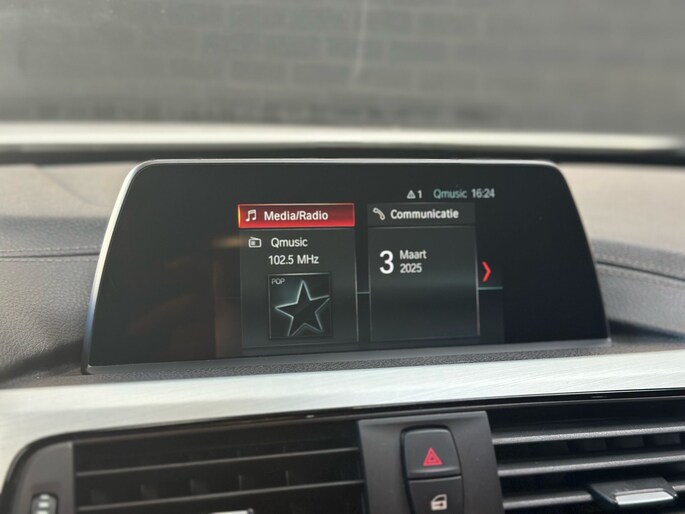 1 Qmusic 16:24
Media/Radio
Communicatie
Qmusic
102.5 MHz
POP
3 Maart
2025